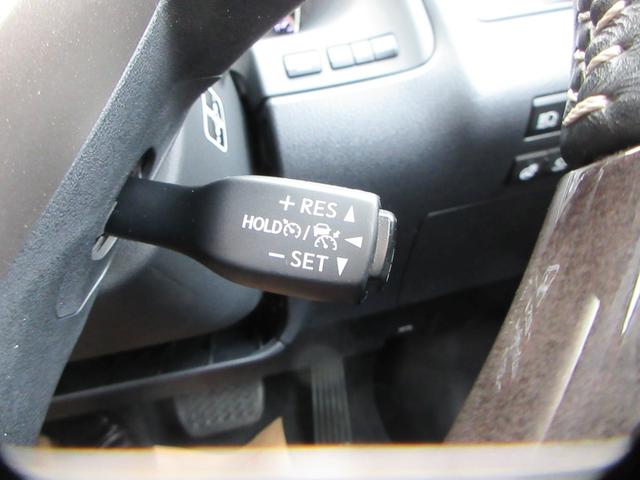 + RES ▲
HOLD / ◀
− SET ▼